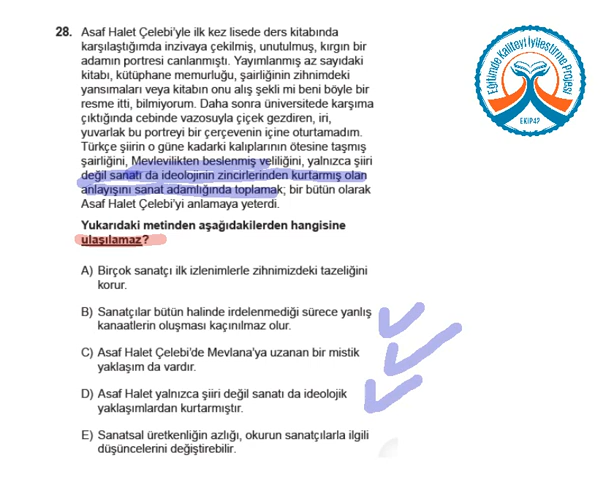 28. Asaf Halet Çelebi'yle ilk kez lisede ders kitabında
karşılaştığımda inzivaya çekilmiş, unutulmuş, kırgın bir
adamın portresi canlanmıştı. Yayımlanmış az sayıdaki
kitabı, kütüphane memurluğu, şairliğinin zihnimdeki
yansımaları veya kitabın onu alış şekli mi beni böyle bir
resme itti, bilmiyorum. Daha sonra üniversitede karşıma
çıktığında cebinde vazosuyla çiçek gezdiren, iri,
yuvarlak bu portreyi bir çerçevenin içine oturtamadım.
Türkçe şiirin o güne kadarki kalıplarının ötesine taşmış
şairliğini, Mevlevilikten beslenmiş veliliğini, yalnızca şiiri
değil sanatı da ideolojinin zincirlerinden kurtarmış olan
anlayışını sanat adamlığında toplamak; bir bütün olarak
Asaf Halet Çelebi'yi anlamaya yeterdi.
Yukarıdaki metinden aşağıdakilerden hangisine
ulaşılamaz?
A) Birçok sanatçı ilk izlenimlerle zihnimizdeki tazeliğini
korur.
B) Sanatçılar bütün halinde irdelenmediği sürece yanlış
kanaatlerin oluşması kaçınılmaz olur.
C) Asaf Halet Çelebi'de Mevlana'ya uzanan bir mistik
yaklaşım da vardır.
D) Asaf Halet yalnızca şiiri değil sanatı da ideolojik
yaklaşımlardan kurtarmıştır.
E) Sanatsal üretkenliğin azlığı, okurun sanatçılarla ilgili
düşüncelerini değiştirebilir.
Eğitimde Kaliteyi İyileştirme Projesi
EKİP42